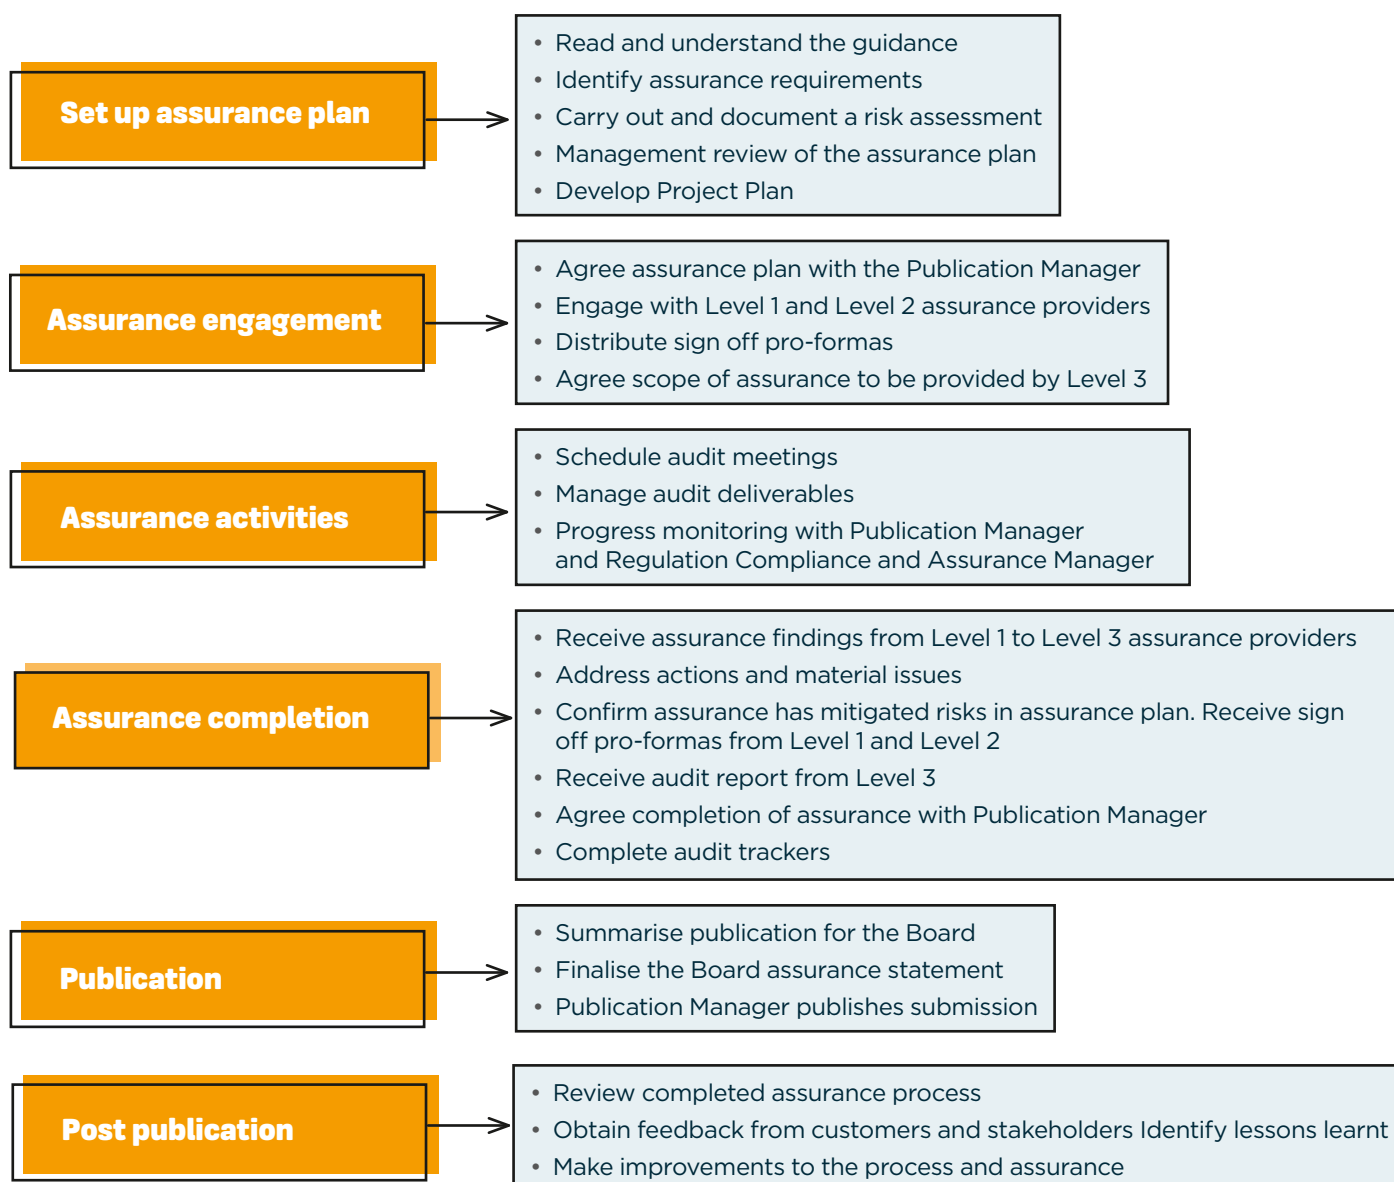 Set up assurance plan
• Read and understand the guidance
• Identify assurance requirements
• Carry out and document a risk assessment
• Management review of the assurance plan
• Develop Project Plan
Assurance engagement
• Agree assurance plan with the Publication Manager
• Engage with Level 1 and Level 2 assurance providers
• Distribute sign off pro-formas
• Agree scope of assurance to be provided by Level 3
Assurance activities
• Schedule audit meetings
• Manage audit deliverables
• Progress monitoring with Publication Manager
and Regulation Compliance and Assurance Manager
Assurance completion
• Receive assurance findings from Level 1 to Level 3 assurance providers
• Address actions and material issues
• Confirm assurance has mitigated risks in assurance plan. Receive sign
off pro-formas from Level 1 and Level 2
• Receive audit report from Level 3
• Agree completion of assurance with Publication Manager
• Complete audit trackers
Publication
• Summarise publication for the Board
• Finalise the Board assurance statement
• Publication Manager publishes submission
Post publication
• Review completed assurance process
• Obtain feedback from customers and stakeholders Identify lessons learnt
• Make improvements to the process and assurance